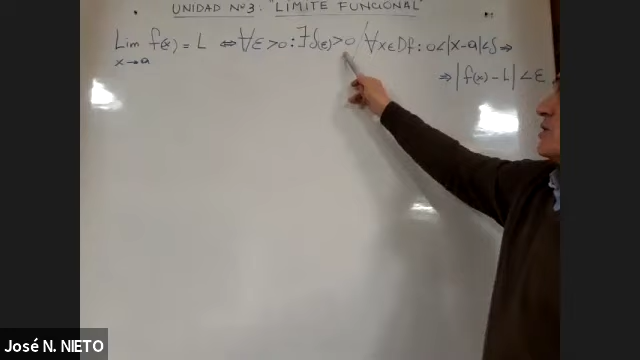 UNIDAD Nº3. "LÍMITE FUNCIONAL"
Lim f(x) = L ⇔ ∀ε>0 : ∃ δ(ε)>0 / ∀x∈Df : 0<|x-a|<δ ⇒
x→a
⇒ |f(x) - L| < ε
José N. NIETO